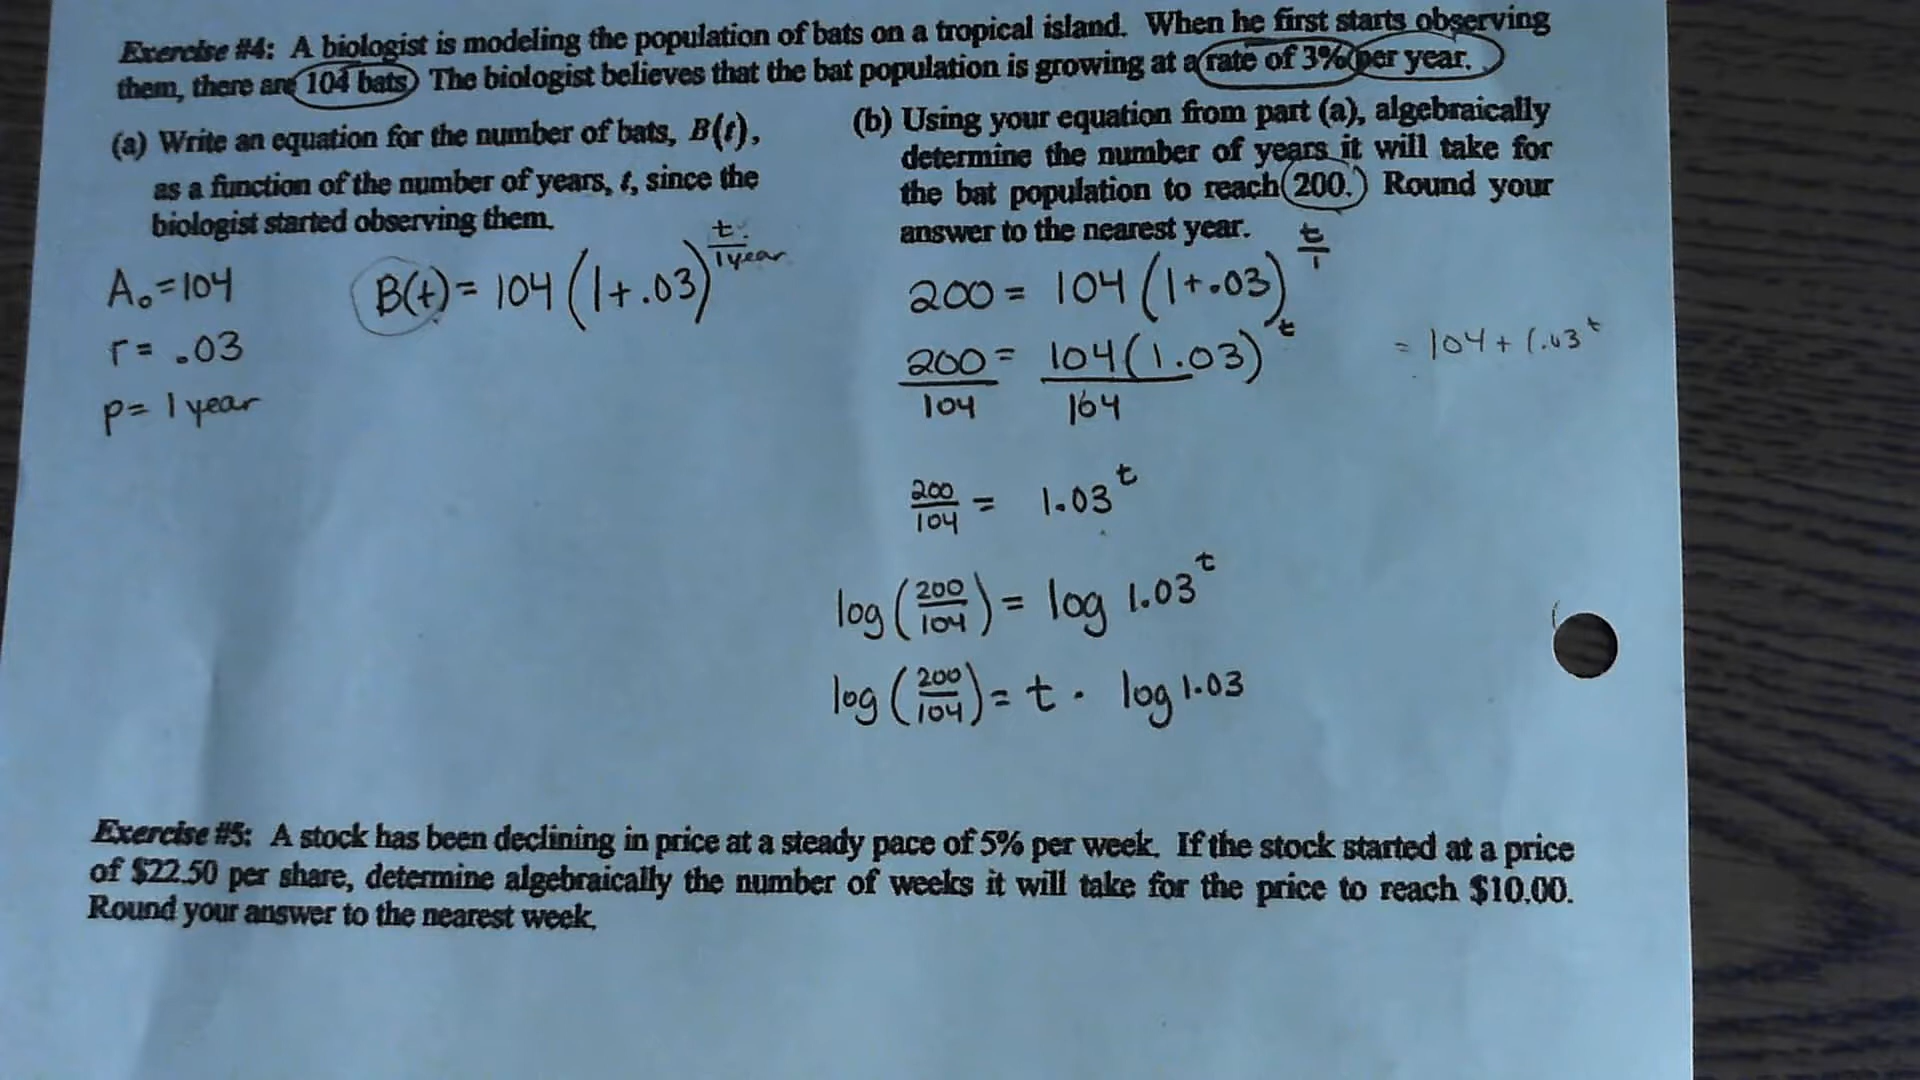 Exercise #4: A biologist is modeling the population of bats on a tropical island. When he first starts observing
them, there are 104 bats. The biologist believes that the bat population is growing at a rate of 3% per year.
(a) Write an equation for the number of bats, B(t),
as a function of the number of years, t, since the
biologist started observing them.
A₀ = 104
r = .03
p = 1 year
B(t) = 104 (1 + .03)^(t/1 year)
(b) Using your equation from part (a), algebraically
determine the number of years it will take for
the bat population to reach 200. Round your
answer to the nearest year.
200 = 104 (1 + .03)^(t/1)
200/104 = 104(1.03)^t/104
= 104 + 1.03^t
200/104 = 1.03^t
log (200/104) = log 1.03^t
log (200/104) = t · log 1.03
Exercise #5: A stock has been declining in price at a steady pace of 5% per week. If the stock started at a price
of $22.50 per share, determine algebraically the number of weeks it will take for the price to reach $10.00.
Round your answer to the nearest week.